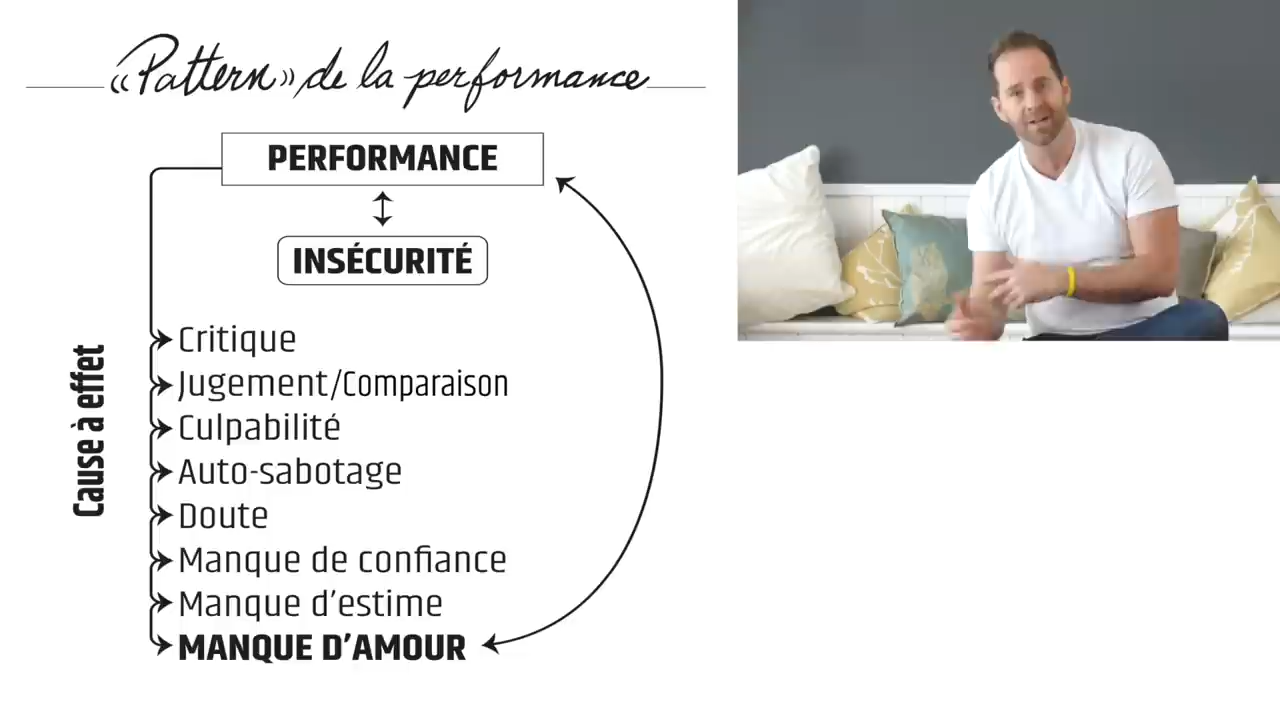 «Pattern» de la performance
PERFORMANCE
INSÉCURITÉ
Cause à effet
Critique
Jugement/Comparaison
Culpabilité
Auto-sabotage
Doute
Manque de confiance
Manque d'estime
MANQUE D'AMOUR